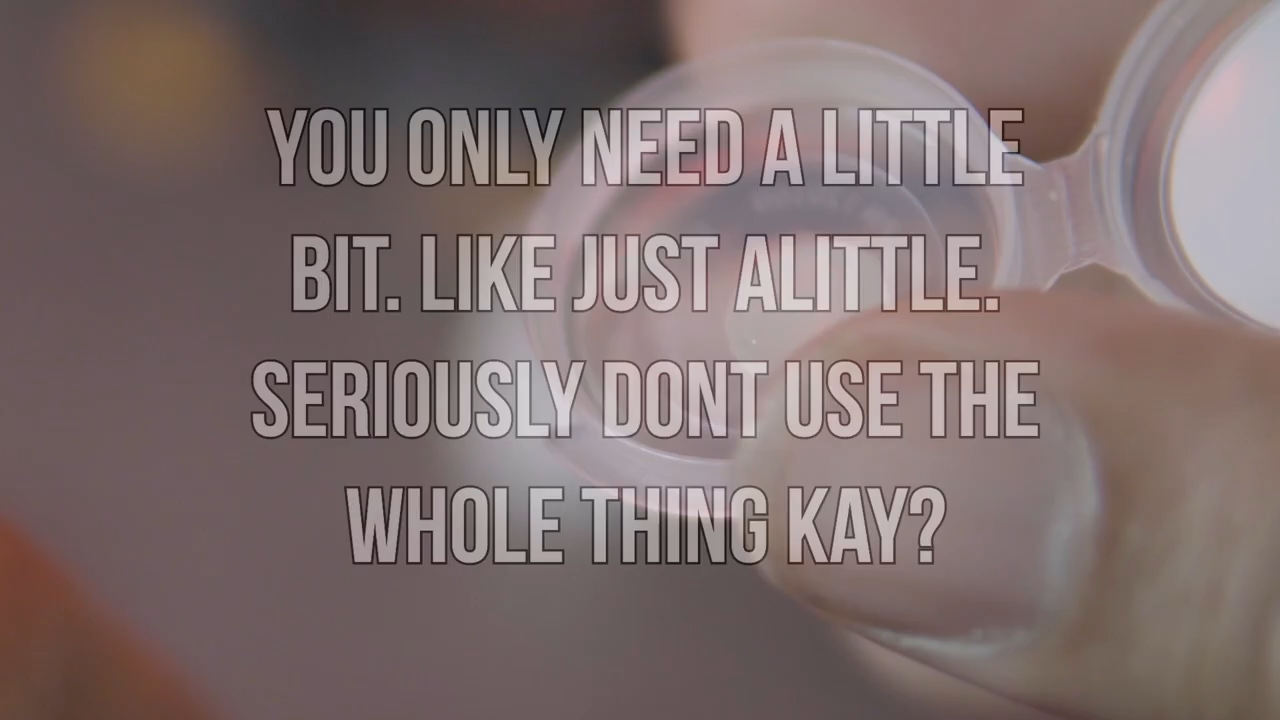 YOU ONLY NEED A LITTLE
BIT. LIKE JUST ALITTLE.
SERIOUSLY DONT USE THE
WHOLE THING KAY?